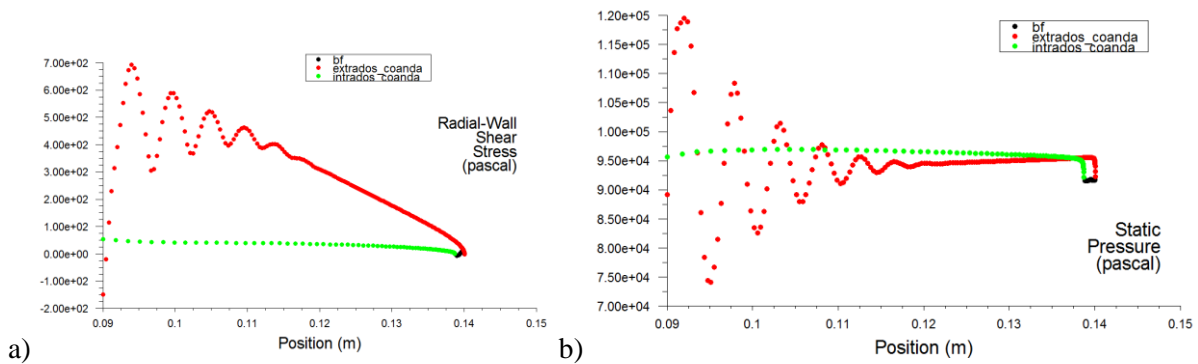 bf
extrados_coanda
intrados_coanda
7.00e+02
6.00e+02
5.00e+02
4.00e+02
3.00e+02
2.00e+02
1.00e+02
0.00e+00
-1.00e+02
-2.00e+02
Radial-Wall
Shear
Stress
(pascal)
0.09
0.1
0.11
0.12
0.13
0.14
0.15
Position (m)
a)
bf
extrados_coanda
intrados_coanda
1.20e+05
1.15e+05
1.10e+05
1.05e+05
1.00e+05
9.50e+04
9.00e+04
8.50e+04
8.00e+04
7.50e+04
7.00e+04
Static
Pressure
(pascal)
0.09
0.1
0.11
0.12
0.13
0.14
0.15
Position (m)
b)